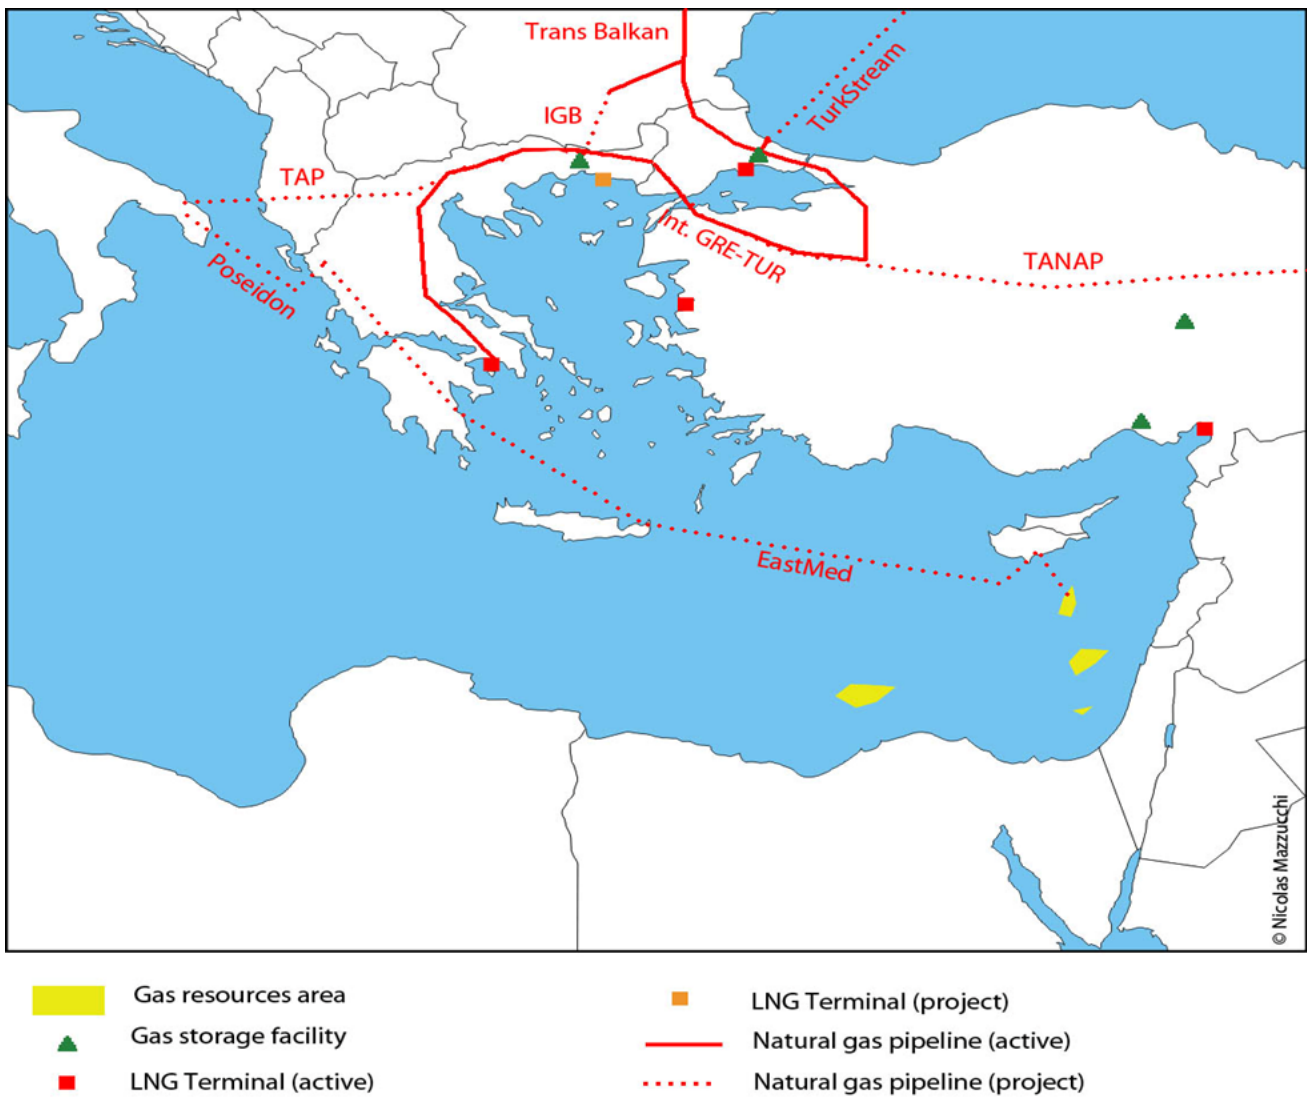 Trans Balkan
TurkStream
IGB
TAP
Int. GRE-TUR
TANAP
Poseidon
EastMed
© Nicolas Mazzucchi
Gas resources area
Gas storage facility
LNG Terminal (active)
LNG Terminal (project)
Natural gas pipeline (active)
Natural gas pipeline (project)